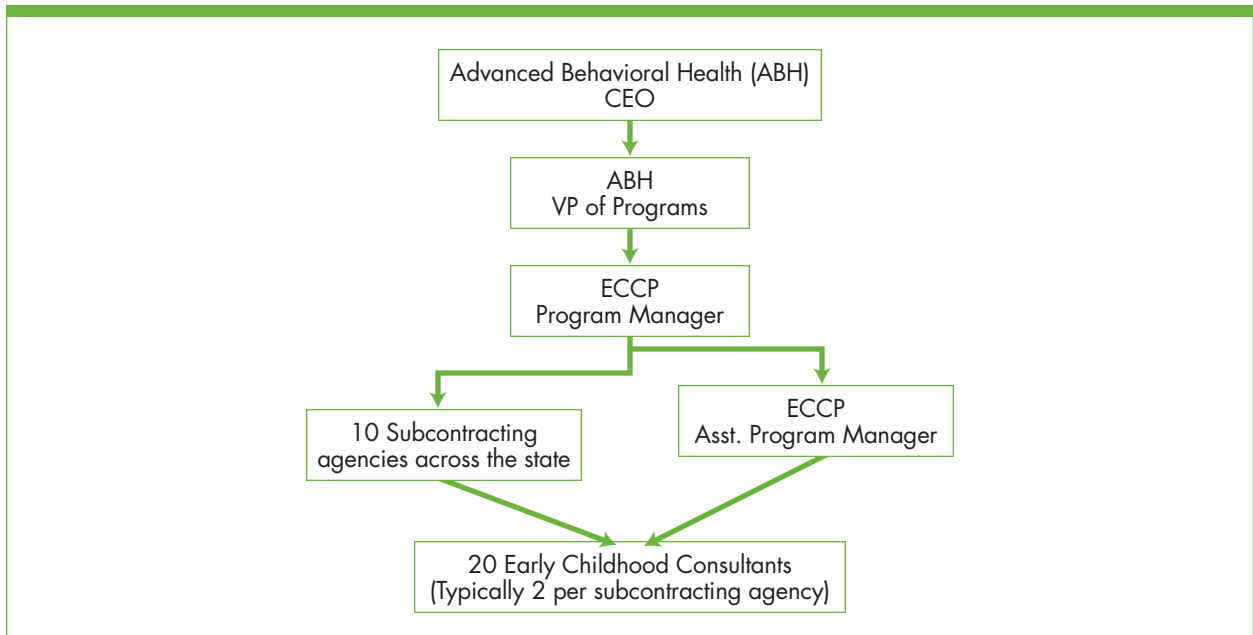 Advanced Behavioral Health (ABH)
CEO
ABH
VP of Programs
ECCP
Program Manager
10 Subcontracting
agencies across the state
ECCP
Asst. Program Manager
20 Early Childhood Consultants
(Typically 2 per subcontracting agency)